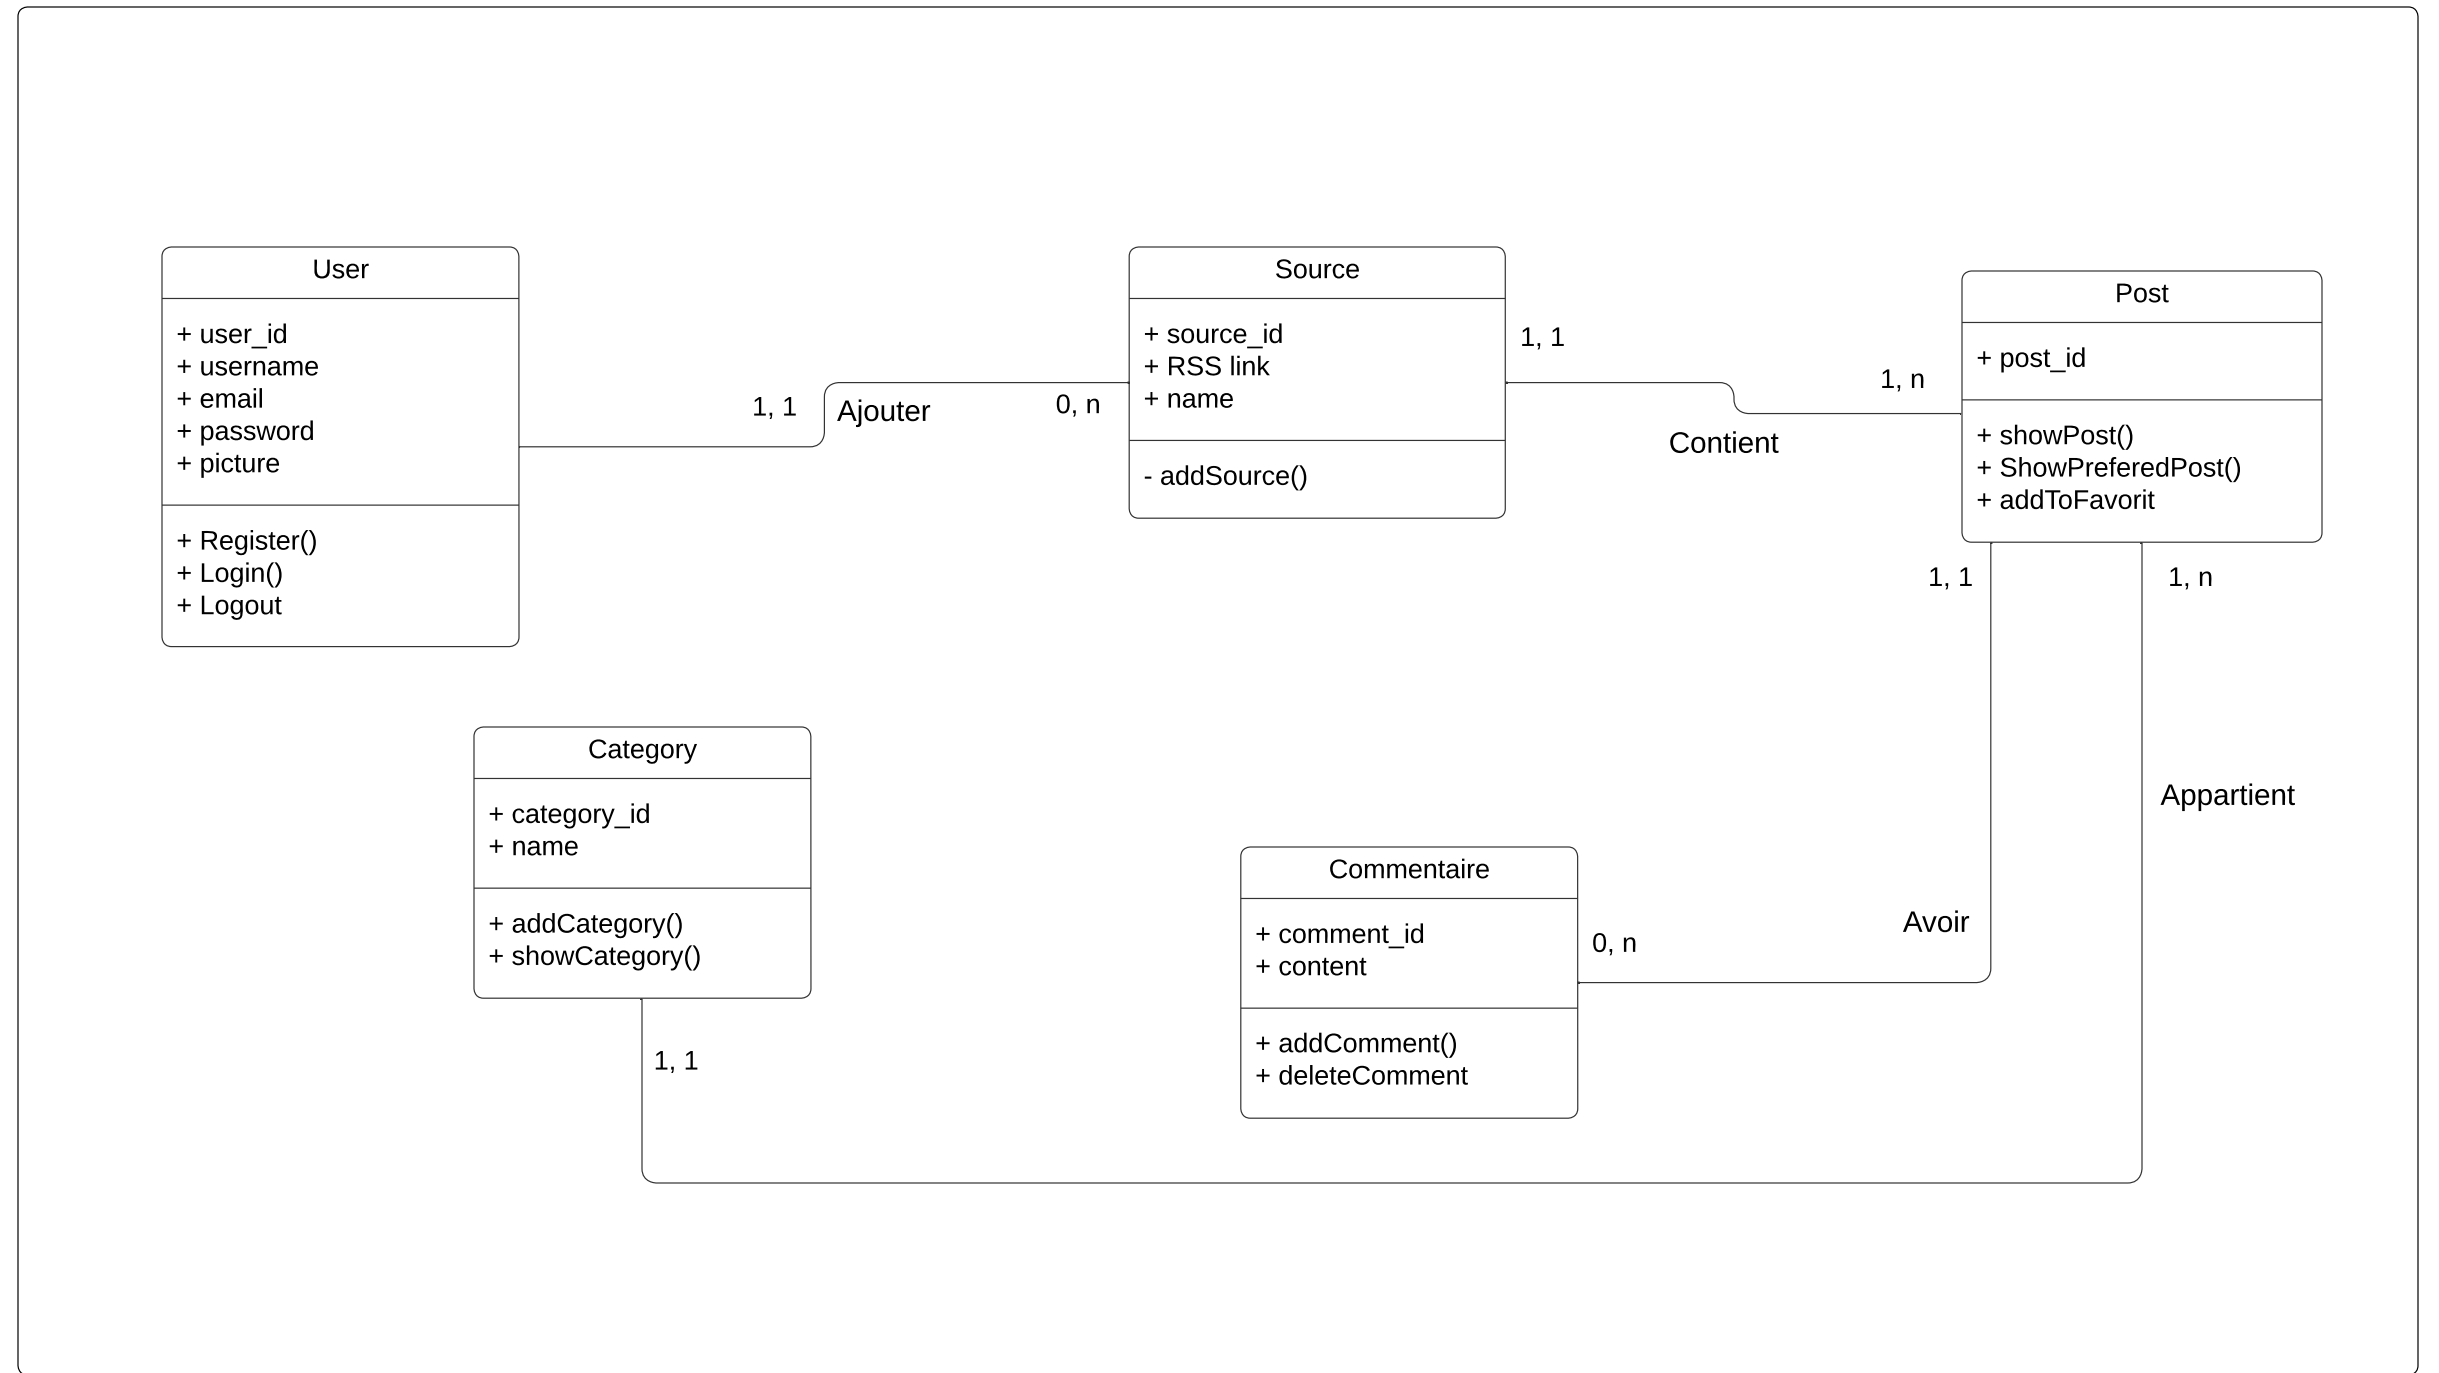 User
+ user_id
+ username
+ email
+ password
+ picture
+ Register()
+ Login()
+ Logout
1, 1
Ajouter
0, n
Source
+ source_id
+ RSS link
+ name
- addSource()
1, 1
Contient
1, n
Post
+ post_id
+ showPost()
+ ShowPreferedPost()
+ addToFavorit
1, 1
1, n
Category
+ category_id
+ name
+ addCategory()
+ showCategory()
1, 1
Commentaire
+ comment_id
+ content
+ addComment()
+ deleteComment
0, n
Avoir
Appartient